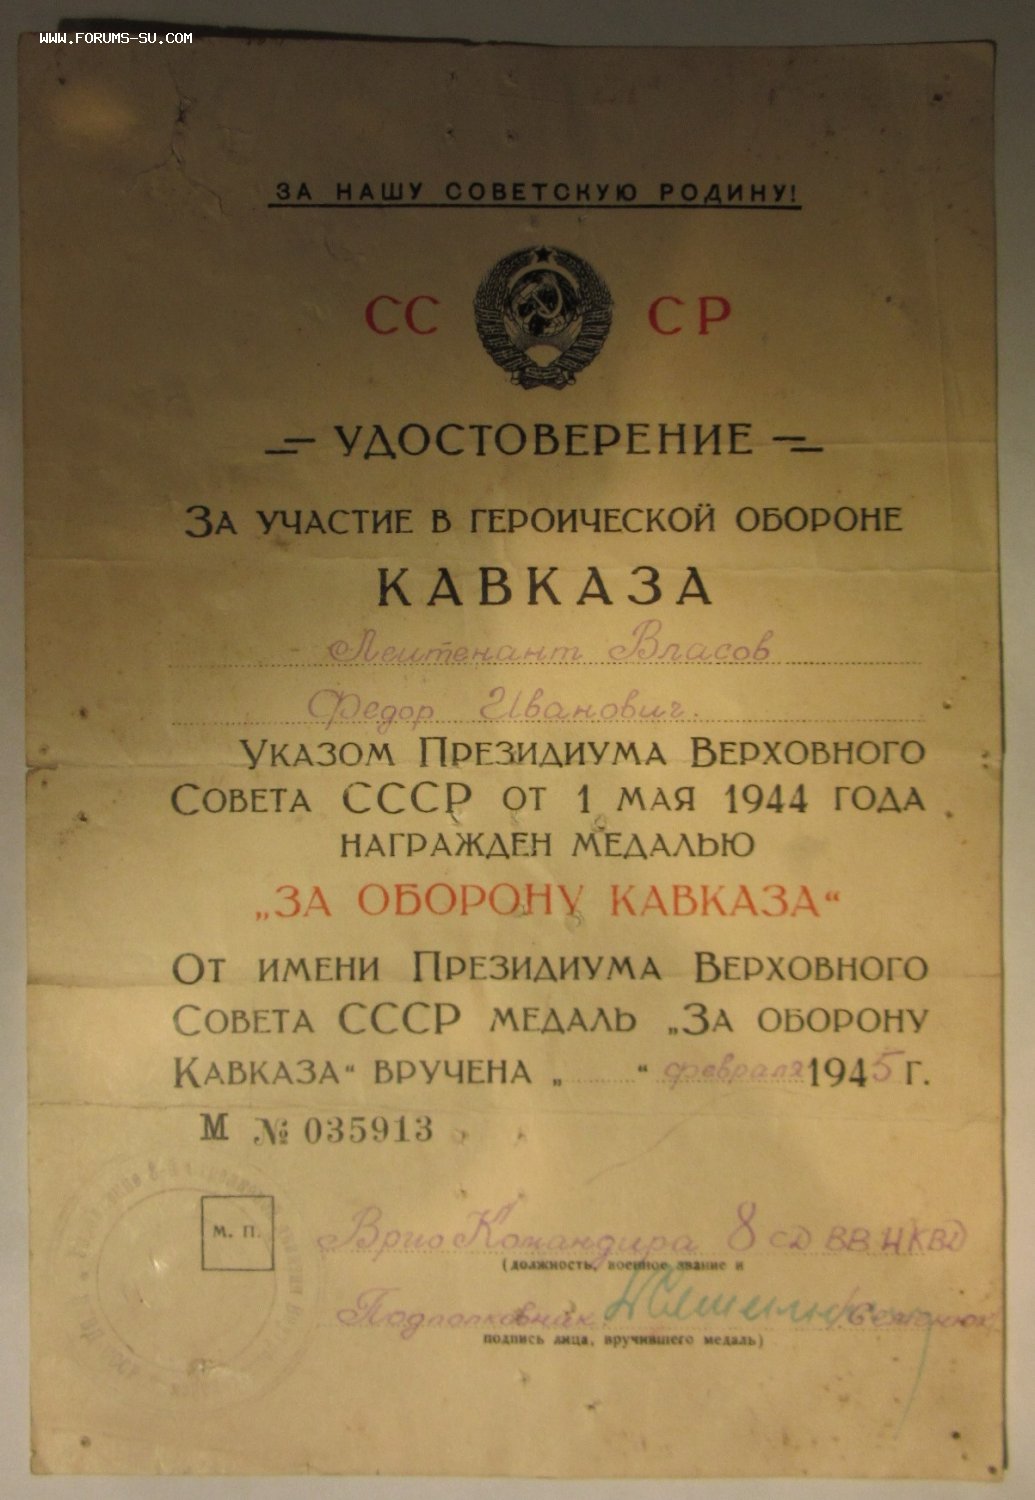 WWW.FORUMS-SU.COM
ЗА НАШУ СОВЕТСКУЮ РОДИНУ!
СС СР
УДОСТОВЕРЕНИЕ
ЗА УЧАСТИЕ В ГЕРОИЧЕСКОЙ ОБОРОНЕ
КАВКАЗА
Лейтенант Власов
Федор Иванович.
УКАЗОМ ПРЕЗИДИУМА ВЕРХОВНОГО
СОВЕТА СССР ОТ 1 МАЯ 1944 ГОДА
НАГРАЖДЕН МЕДАЛЬЮ
„ЗА ОБОРОНУ КАВКАЗА“
ОТ ИМЕНИ ПРЕЗИДИУМА ВЕРХОВНОГО
СОВЕТА СССР МЕДАЛЬ „ЗА ОБОРОНУ
КАВКАЗА“ ВРУЧЕНА „ “ февраля 1945 Г.
М № 035913
М. П.
Врио Командира 8 СД ВВ НКВД
(должность, военное звание и
Подполковник
подпись лица, вручившего медаль)